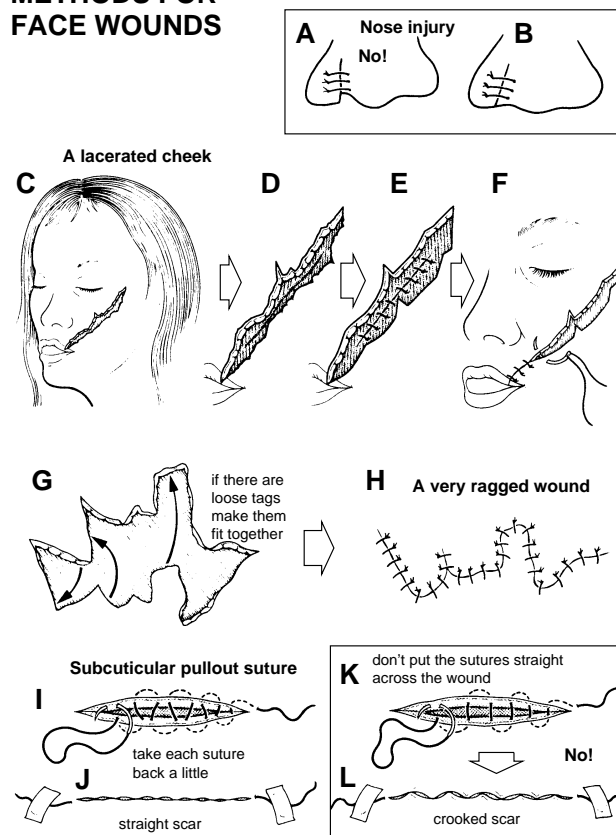 METHODS FOR
FACE WOUNDS
A
Nose injury
B
No!
A lacerated cheek
C
D
E
F
G
if there are
loose tags
make them
fit together
H
A very ragged wound
Subcuticular pullout suture
I
take each suture
back a little
J
straight scar
K
don't put the sutures straight
across the wound
No!
L
crooked scar